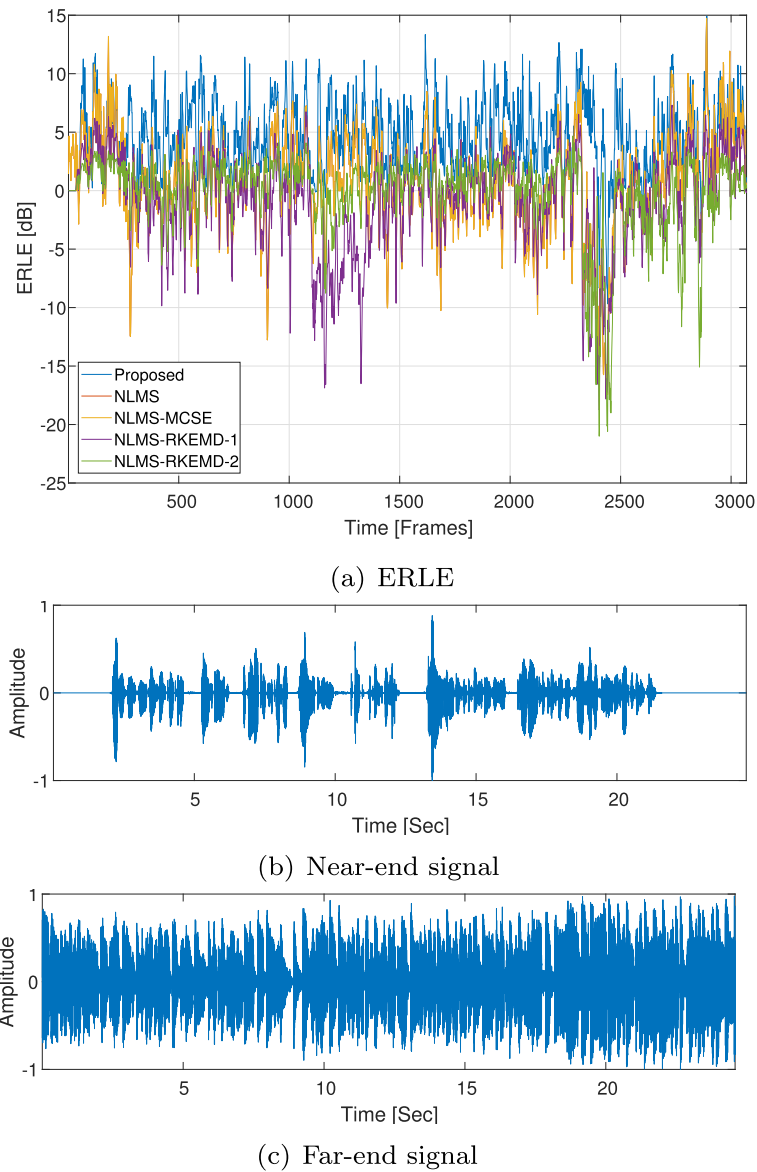 15
10
5
0
-5
-10
-15
-20
-25
ERLE [dB]
Proposed
NLMS
NLMS-MCSE
NLMS-RKEMD-1
NLMS-RKEMD-2
500 1000 1500 2000 2500 3000
Time [Frames]
(a) ERLE
1
0
-1
Amplitude
5 10 15 20
Time [Sec]
(b) Near-end signal
1
0
-1
Amplitude
5 10 15 20
Time [Sec]
(c) Far-end signal